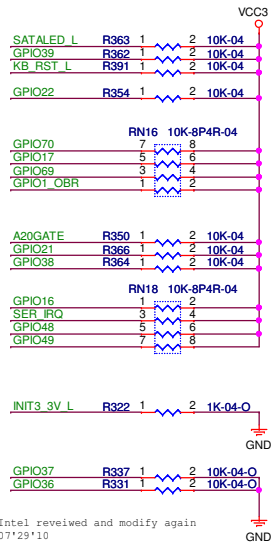 VCC3
SATALED_L R363 1 2 10K-04
GPIO39 R362 1 2 10K-04
KB_RST_L R391 1 2 10K-04
GPIO22 R354 1 2 10K-04
RN16 10K-8P4R-04
GPIO70 7 8
GPIO17 5 6
GPIO69 3 4
GPIO1_OBR 1 2
A20GATE R350 1 2 10K-04
GPIO21 R366 1 2 10K-04
GPIO38 R364 1 2 10K-04
RN18 10K-8P4R-04
GPIO16 1 2
SER_IRQ 3 4
GPIO48 5 6
GPIO49 7 8
INIT3_3V_L R322 1 2 1K-04-O
GND
GPIO37 R337 1 2 10K-04-O
GPIO36 R331 1 2 10K-04-O
Intel reveiwed and modify again
07'29'10
GND